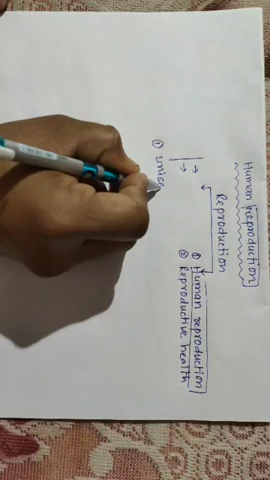 Human reproduction
Reproduction
① Human reproduction
② Reproductive health
① unise